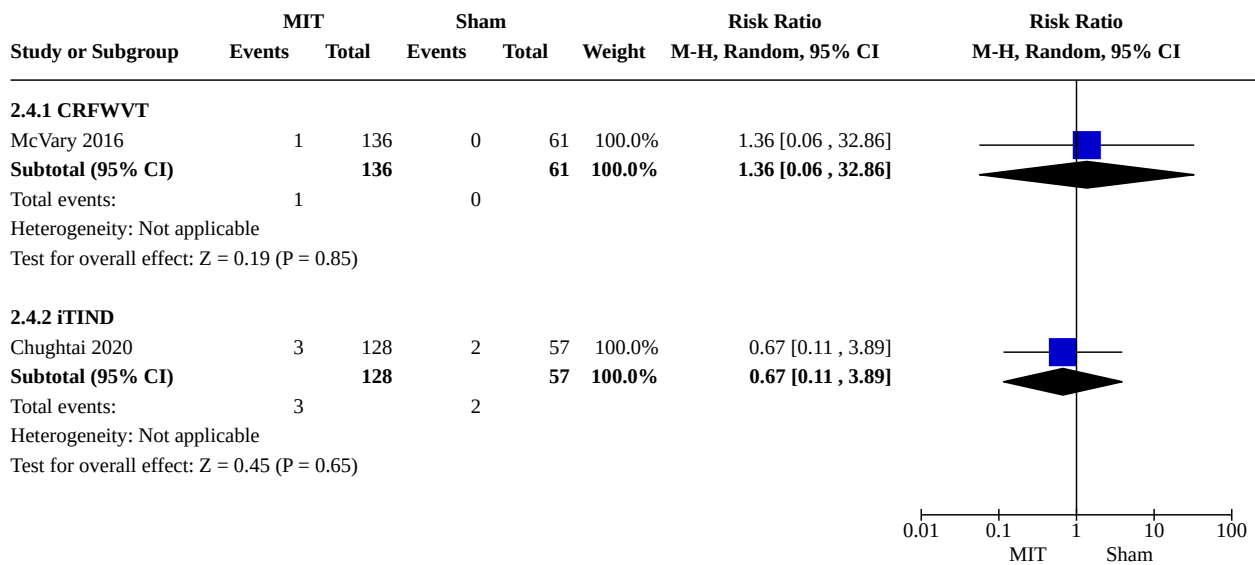 MIT Sham Risk Ratio Risk Ratio
Study or Subgroup Events Total Events Total Weight M-H, Random, 95% CI M-H, Random, 95% CI
2.4.1 CRFWVT
McVary 2016 1 136 0 61 100.0% 1.36 [0.06 , 32.86]
Subtotal (95% CI) 136 61 100.0% 1.36 [0.06 , 32.86]
Total events: 1 0
Heterogeneity: Not applicable
Test for overall effect: Z = 0.19 (P = 0.85)
2.4.2 iTIND
Chughtai 2020 3 128 2 57 100.0% 0.67 [0.11 , 3.89]
Subtotal (95% CI) 128 57 100.0% 0.67 [0.11 , 3.89]
Total events: 3 2
Heterogeneity: Not applicable
Test for overall effect: Z = 0.45 (P = 0.65)
0.01 0.1 1 10 100
MIT Sham